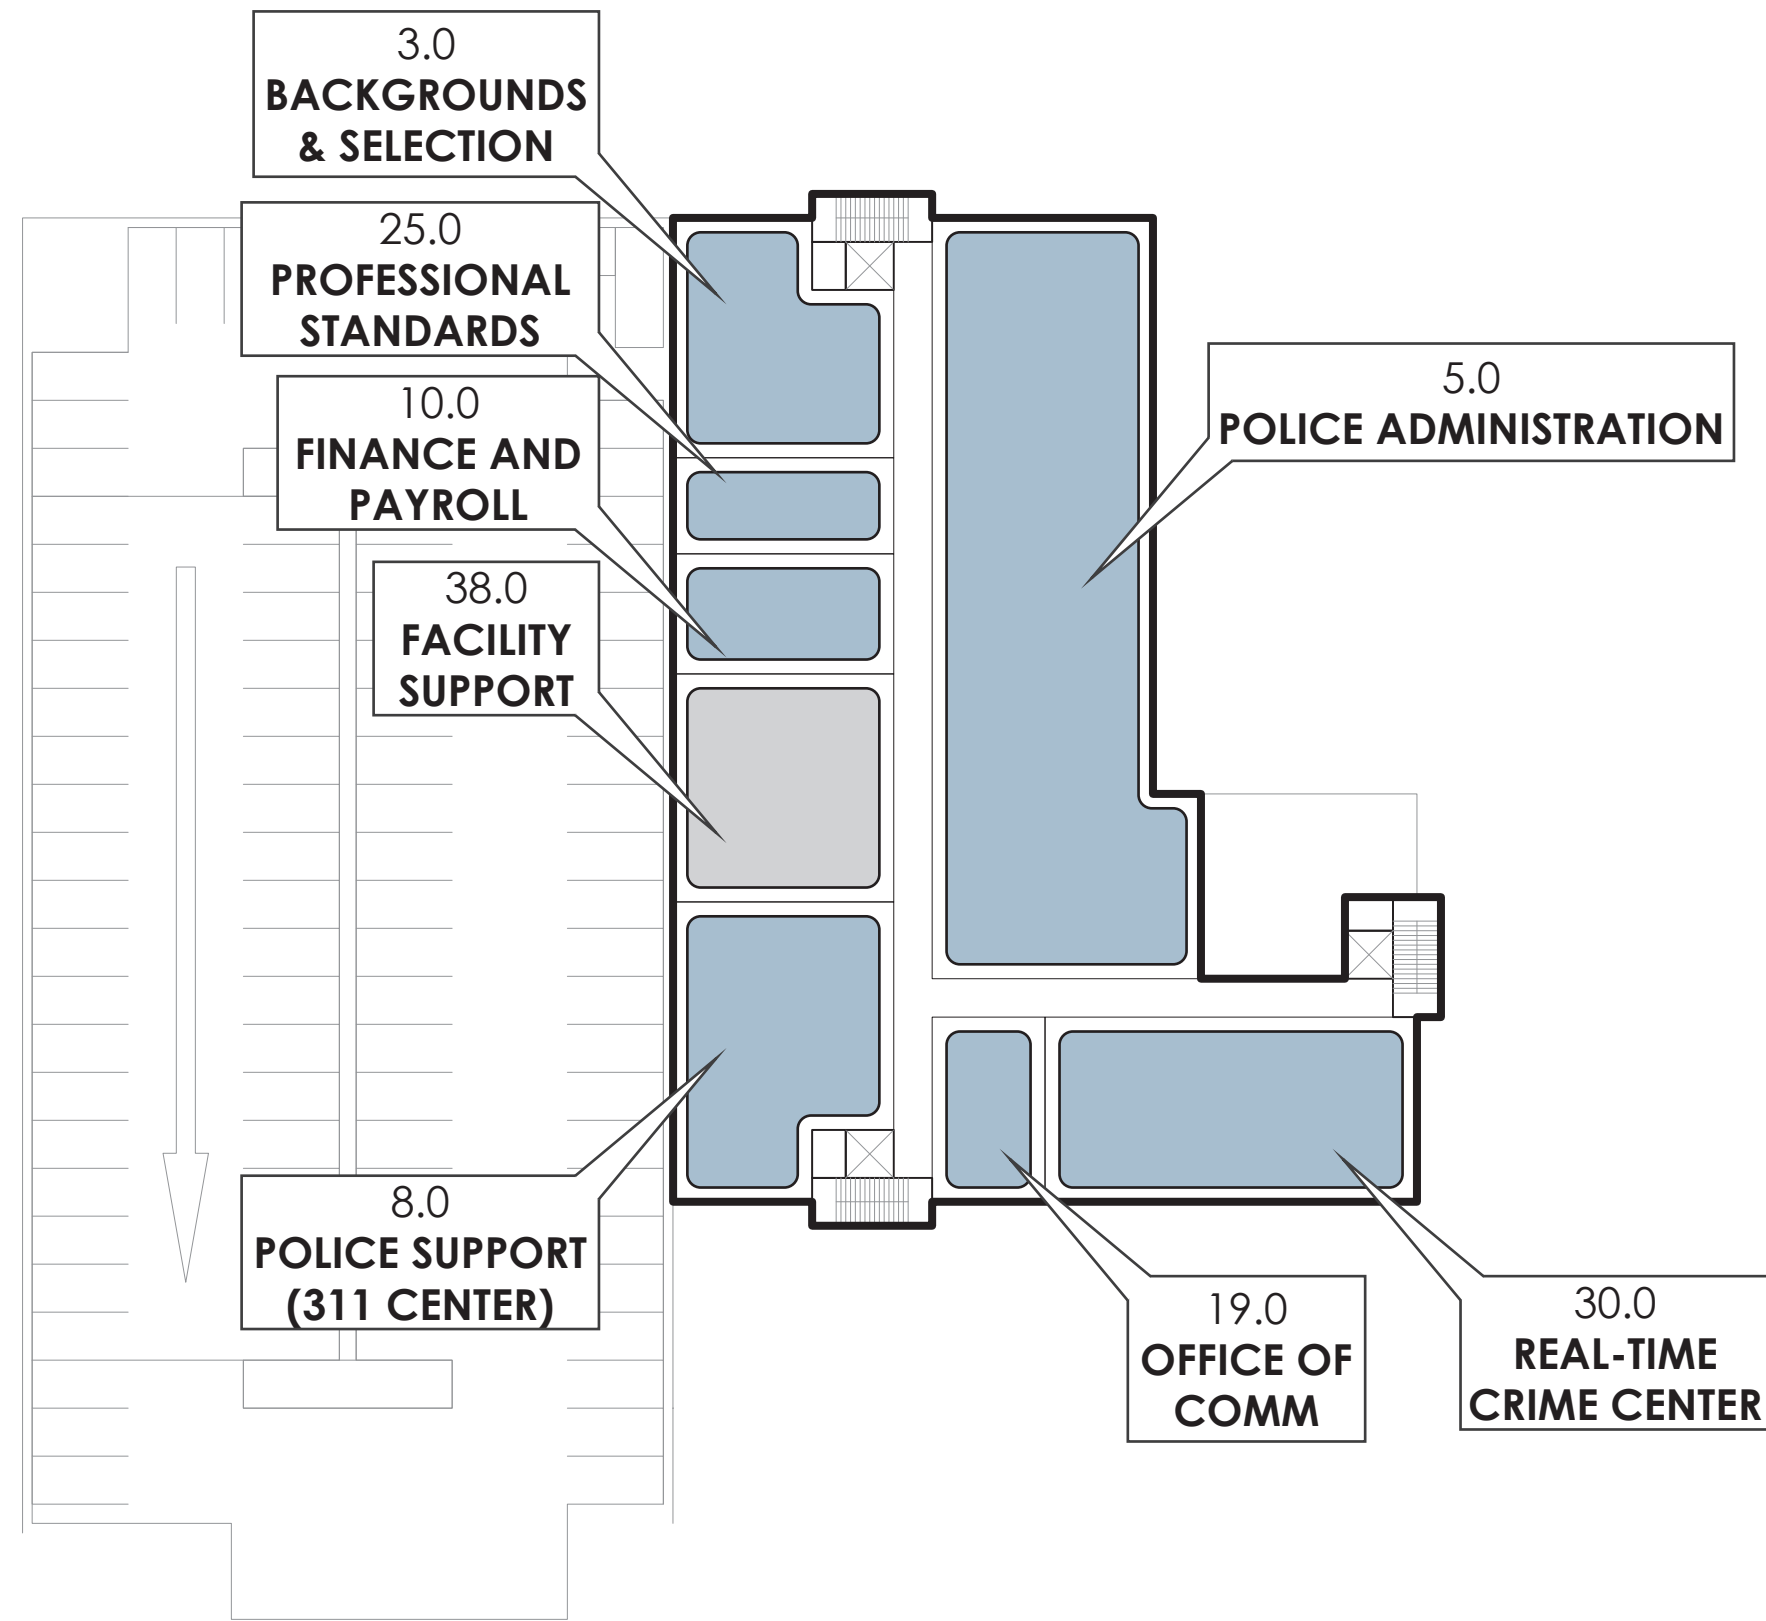 3.0
BACKGROUNDS
& SELECTION
25.0
PROFESSIONAL
STANDARDS
10.0
FINANCE AND
PAYROLL
38.0
FACILITY
SUPPORT
5.0
POLICE ADMINISTRATION
8.0
POLICE SUPPORT
(311 CENTER)
19.0
OFFICE OF
COMM
30.0
REAL-TIME
CRIME CENTER